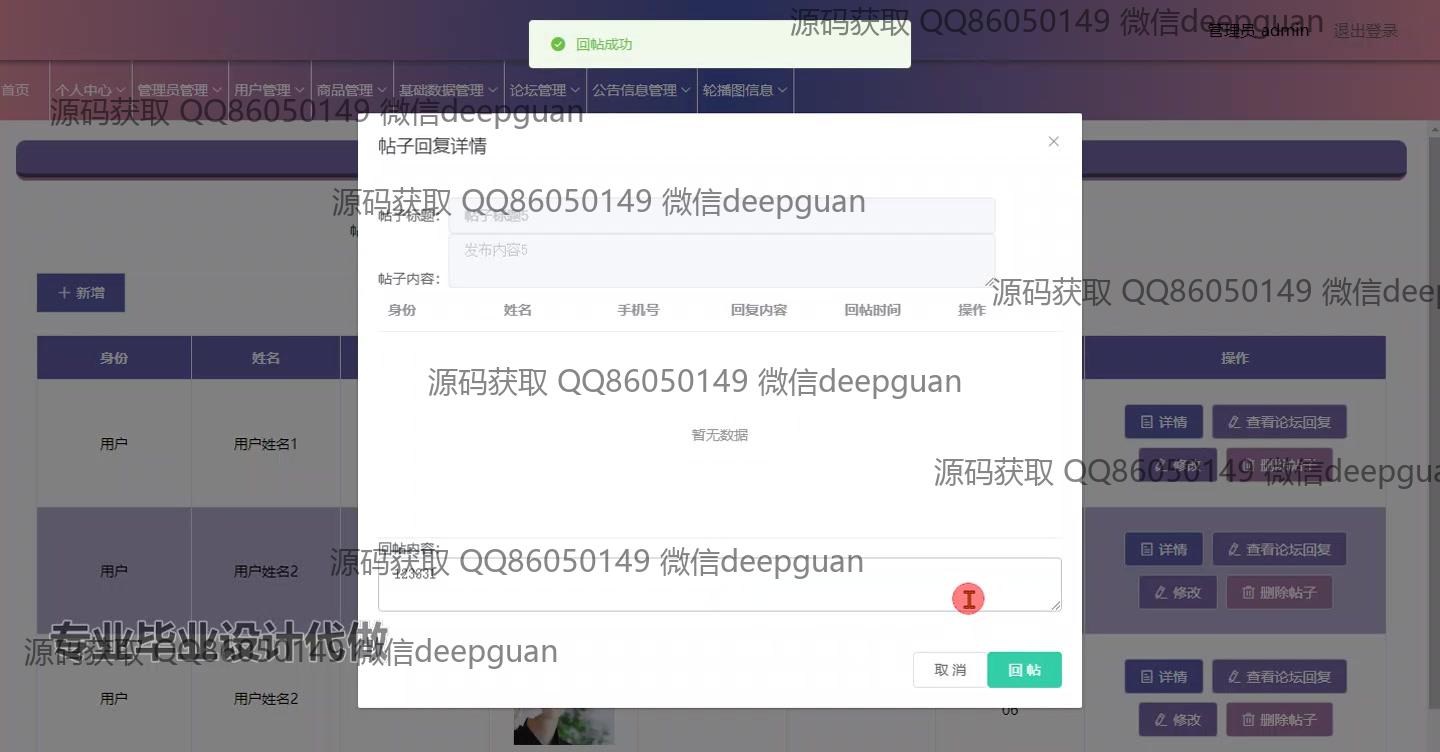 回帖成功
源码获取 QQ86050149 微信deepguan
管理员 admin
退出登录
首页
个人中心
管理员管理
用户管理
商品管理
基础数据管理
论坛管理
公告信息管理
轮播图信息
源码获取 QQ86050149 微信deepguan
帖子回复详情
源码获取 QQ86050149 微信deepguan
帖子标题：
帖子标题5
发布内容5
帖子内容：
新增
源码获取 QQ86050149 微信deep
身份 姓名 手机号 回复内容 回帖时间 操作
身份 姓名 操作
源码获取 QQ86050149 微信deepguan
暂无数据
用户 用户姓名1
详情 查看论坛回复
修改 删除帖子
源码获取 QQ86050149 微信deepgua
回帖内容：
源码获取 QQ86050149 微信deepguan
用户 用户姓名2
详情 查看论坛回复
修改 删除帖子
专业毕业设计代做
源码获取 QQ86050149 微信deepguan
取 消
回 帖
用户 用户姓名2
06
详情 查看论坛回复
修改 删除帖子